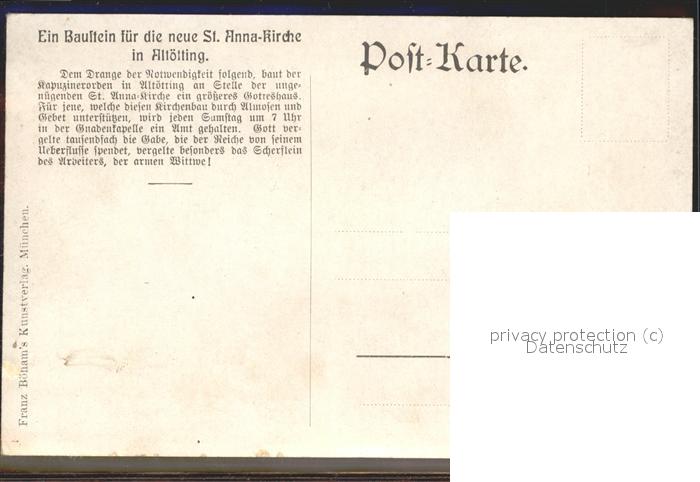 Ein Baustein für die neue St. Anna-Kirche
in Altötting.
Dem Drange der Notwendigkeit folgend, baut der
Kapuzinerorden in Altötting an Stelle der unge-
nügenden St. Anna-Kirche ein größeres Gotteshaus.
Für jene, welche diesen Kirchenbau durch Almosen und
Gebet unterstützen, wird jeden Samstag um 7 Uhr
in der Gnadenkapelle ein Amt gehalten. Gott ver-
gelte tausendfach die Gabe, die der Reiche von seinem
Ueberflusse spendet, vergelte besonders das Scherflein
des Arbeiters, der armen Wittwe!
Post-Karte.
Franz Bönam's Kunstverlag, München.
privacy protection (c)
Datenschutz